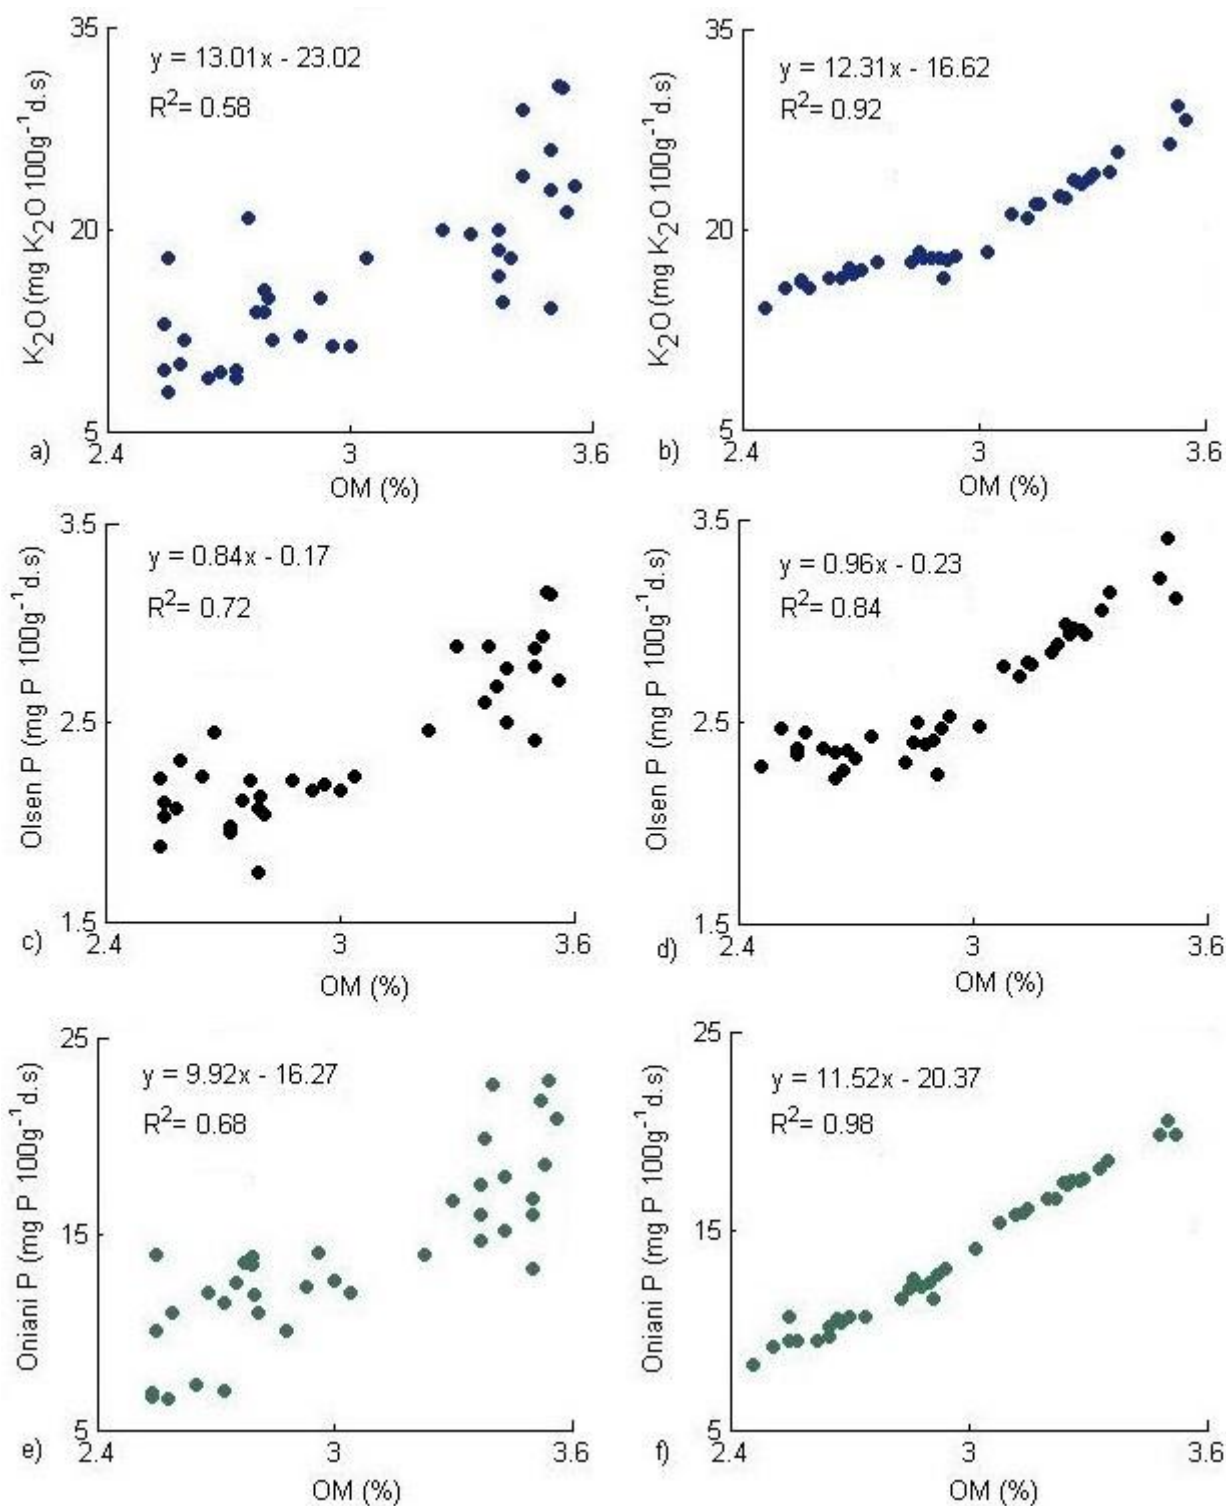 35
y = 13.01x - 23.02
R²= 0.58
K₂O (mg K₂O 100g⁻¹d.s)
20
5
a)
2.4
3
3.6
OM (%)
35
y = 12.31x - 16.62
R²= 0.92
K₂O (mg K₂O 100g⁻¹d.s)
20
5
b)
2.4
3
3.6
OM (%)
3.5
y = 0.84x - 0.17
R²= 0.72
Olsen P (mg P 100g⁻¹d.s)
2.5
1.5
c)
2.4
3
3.6
OM (%)
3.5
y = 0.96x - 0.23
R²= 0.84
Olsen P (mg P 100g⁻¹d.s)
2.5
1.5
d)
2.4
3
3.6
OM (%)
25
y = 9.92x - 16.27
R²= 0.68
Oniani P (mg P 100g⁻¹d.s)
15
5
e)
2.4
3
3.6
OM (%)
25
y = 11.52x - 20.37
R²= 0.98
Oniani P (mg P 100g⁻¹d.s)
15
5
f)
2.4
3
3.6
OM (%)